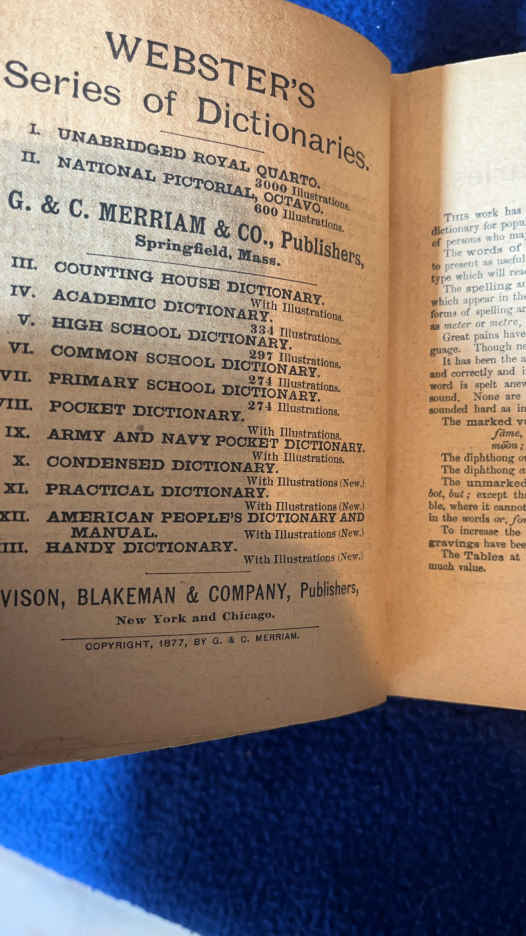 WEBSTER'S
Series of Dictionaries.
I. UNABRIDGED ROYAL QUARTO.
3000 Illustrations.
II. NATIONAL PICTORIAL, OCTAVO.
600 Illustrations.
G. & C. MERRIAM & CO., Publishers,
Springfield, Mass.
III. COUNTING HOUSE DICTIONARY.
With Illustrations.
IV. ACADEMIC DICTIONARY.
334 Illustrations.
V. HIGH SCHOOL DICTIONARY.
297 Illustrations.
VI. COMMON SCHOOL DICTIONARY.
274 Illustrations.
VII. PRIMARY SCHOOL DICTIONARY.
274 Illustrations.
VIII. POCKET DICTIONARY.
With Illustrations.
IX. ARMY AND NAVY POCKET DICTIONARY.
With Illustrations.
X. CONDENSED DICTIONARY.
With Illustrations (New.)
XI. PRACTICAL DICTIONARY.
With Illustrations (New.)
XII. AMERICAN PEOPLE'S DICTIONARY AND
MANUAL. With Illustrations (New.)
IIII. HANDY DICTIONARY.
With Illustrations (New.)
VISON, BLAKEMAN & COMPANY, Publishers,
New York and Chicago.
COPYRIGHT, 1877, BY G. & C. MERRIAM.
THIS work has
dictionary for popu
of persons who ma
The words of
to present as useful
type which will rea
The spelling an
which appear in th
forms of spelling ar
as meter or metre,
Great pains have
guage. Though ne
It has been the a
and correctly and i
word is spelt anew
sound. None are
sounded hard as in
The marked vo
fāme,
mōōn;
The diphthong ou
The diphthong a
The unmarked
bot, but; except th
ble, where it cannot
in the words or, for
To increase the
gravings have bee
The Tables at
much value.